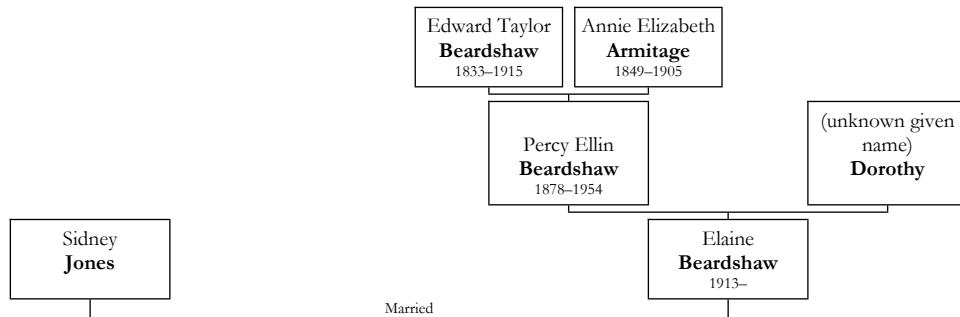 Edward Taylor
Beardshaw
1833–1915
Annie Elizabeth
Armitage
1849–1905
Percy Ellin
Beardshaw
1878–1954
(unknown given
name)
Dorothy
Sidney
Jones
Elaine
Beardshaw
1913–
Married